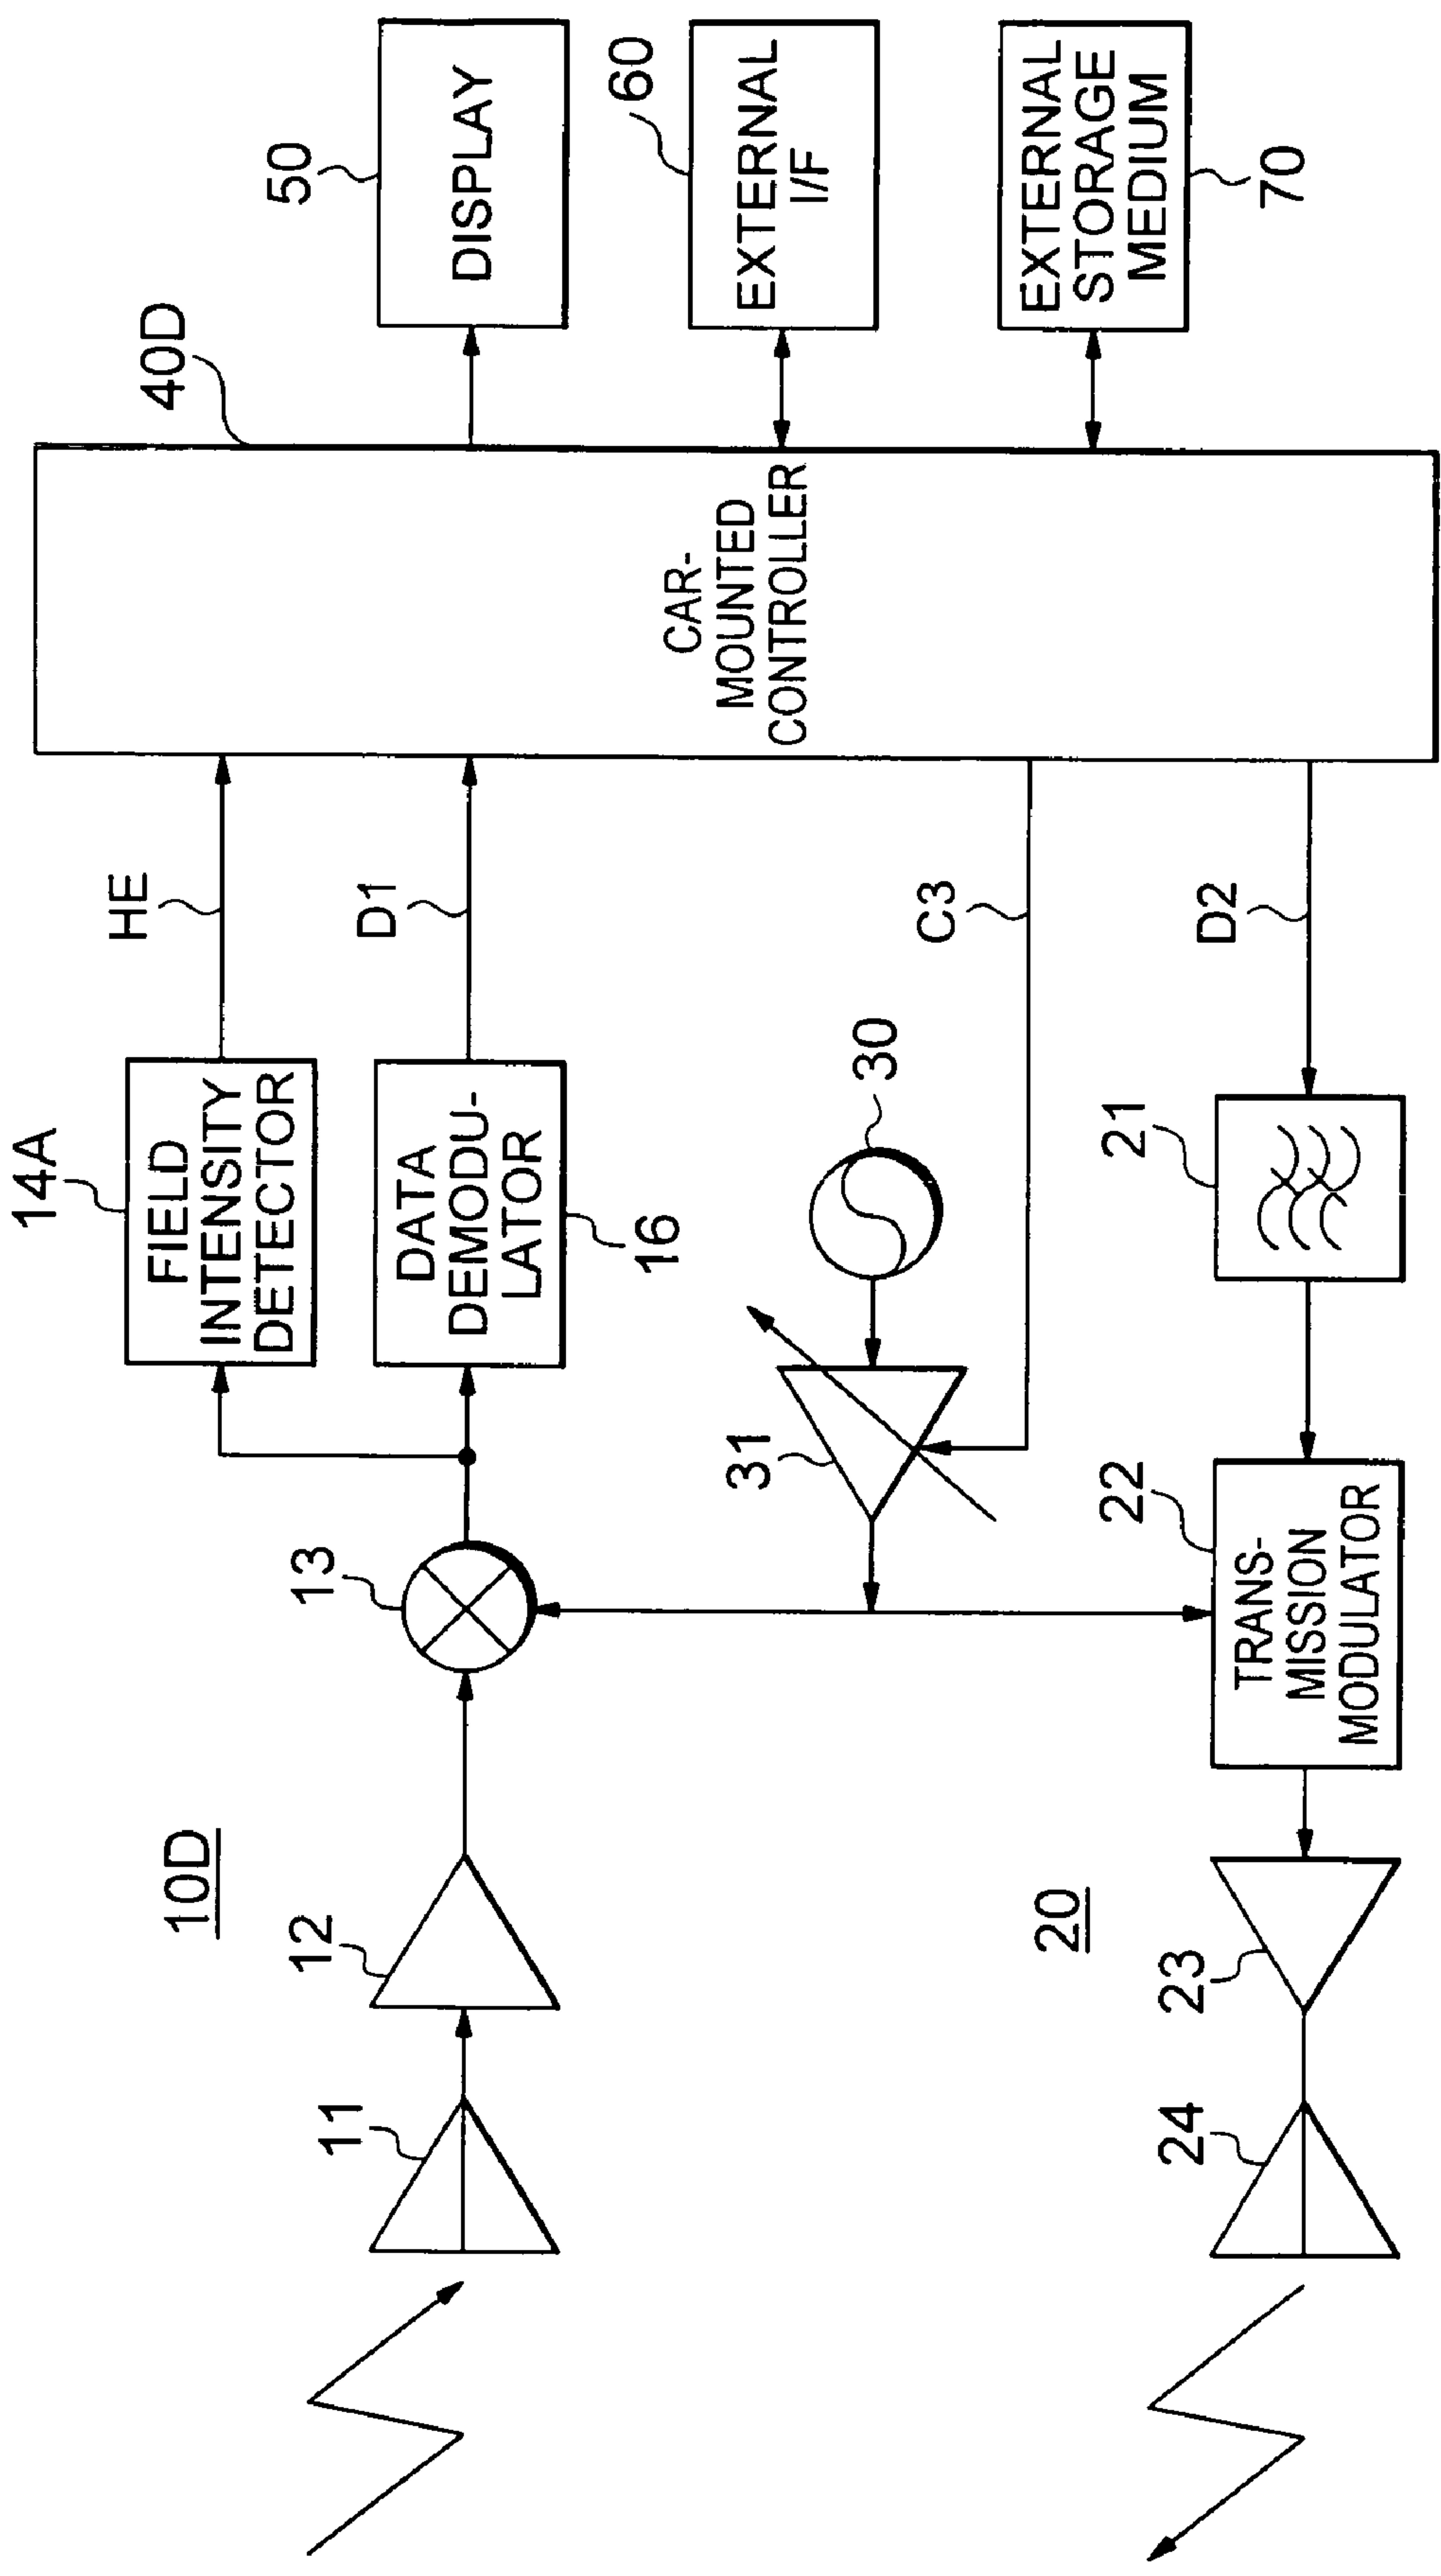 10D
11
12
13
14A
FIELD
INTENSITY
DETECTOR
HE
DATA
DEMODU-
LATOR
16
D1
40D
CAR-
MOUNTED
CONTROLLER
50
DISPLAY
60
EXTERNAL
I/F
EXTERNAL
STORAGE
MEDIUM
70
30
31
C3
20
24
23
22
TRANS-
MISSION
MODULATOR
21
D2